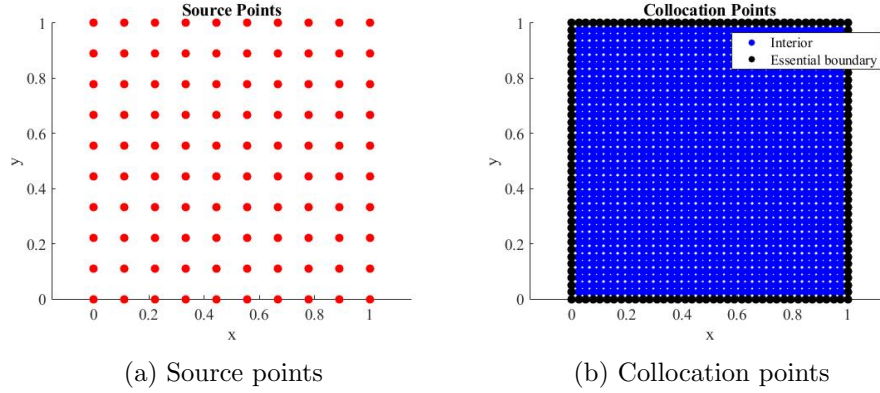 Source Points
1
0.8
0.6
0.4
0.2
0
y
0 0.2 0.4 0.6 0.8 1
x
(a) Source points
Collocation Points
Interior
Essential boundary
1
0.8
0.6
0.4
0.2
0
y
0 0.2 0.4 0.6 0.8 1
x
(b) Collocation points